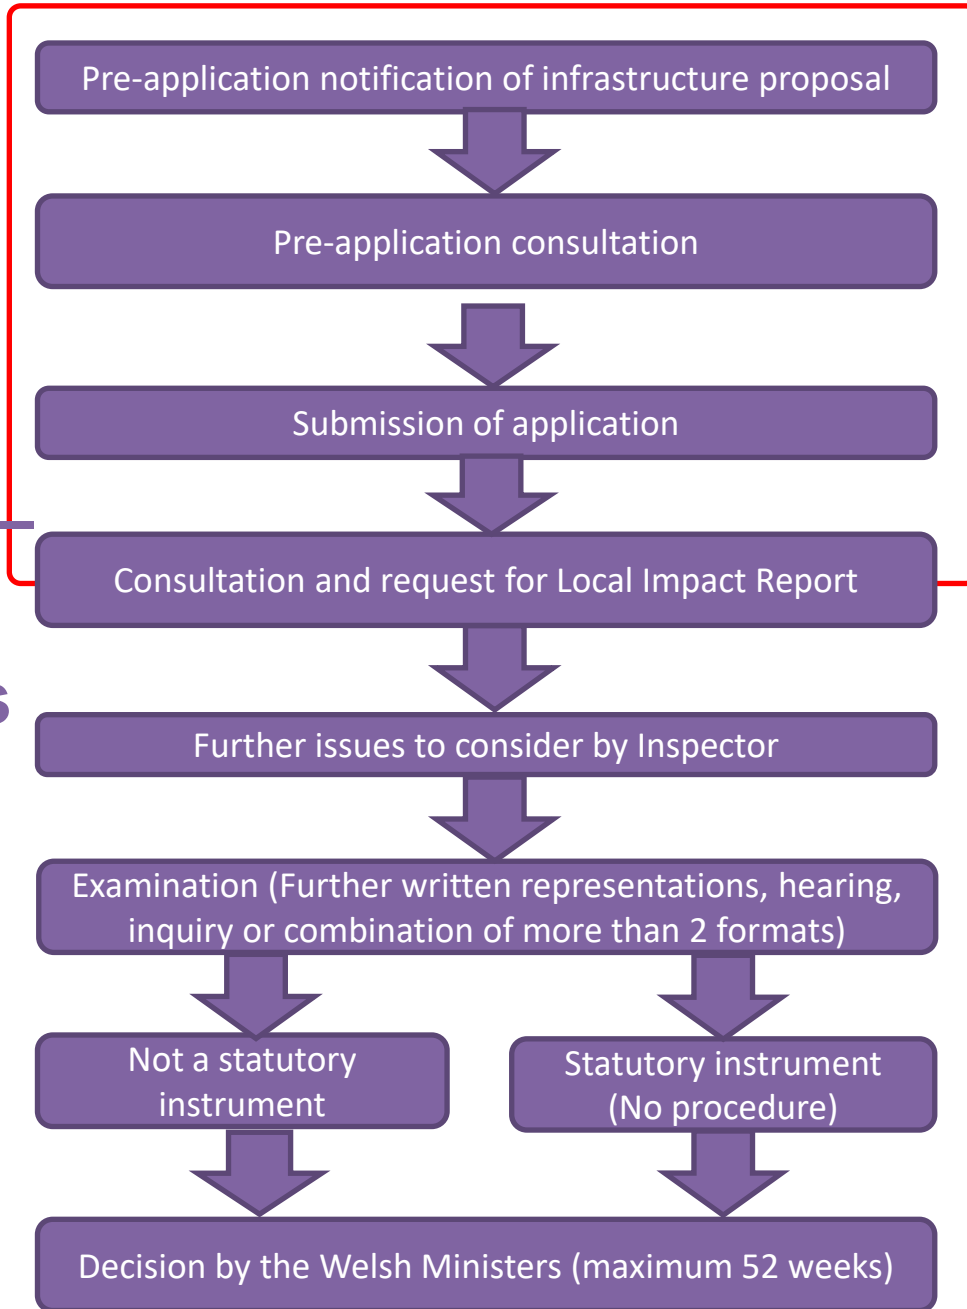 Pre-application notification of infrastructure proposal
Pre-application consultation
Submission of application
Consultation and request for Local Impact Report
s
Further issues to consider by Inspector
Examination (Further written representations, hearing,
inquiry or combination of more than 2 formats)
Not a statutory
instrument
Statutory instrument
(No procedure)
Decision by the Welsh Ministers (maximum 52 weeks)